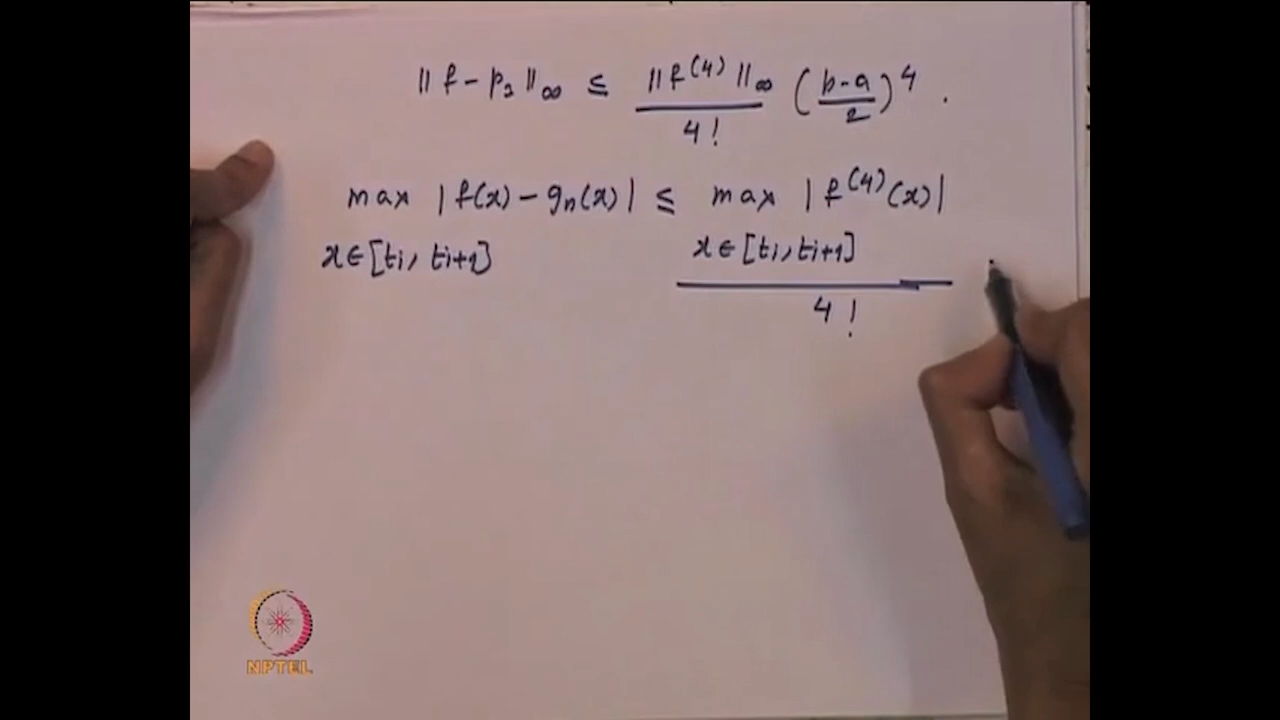 || f - p₃ ||∞ ≤ || f⁽⁴⁾ ||∞ / 4! ( b-a / 2 )⁴ .
max | f(x) - gₙ(x) | ≤ max | f⁽⁴⁾(x) |
x ∈ [ti, ti+1] x ∈ [ti, ti+1]
4!
NPTEL